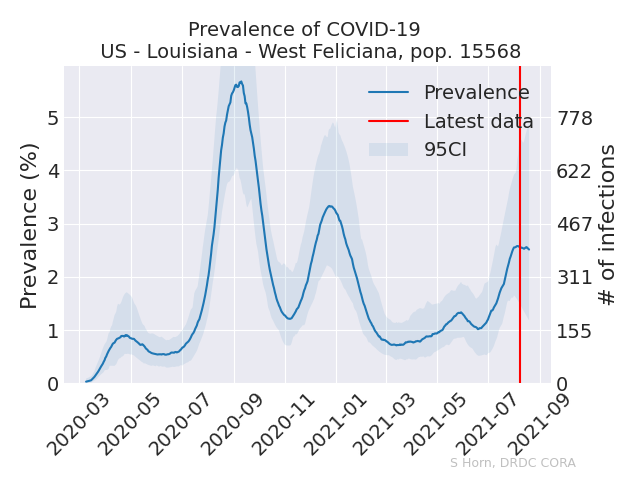 Prevalence of COVID-19
US - Louisiana - West Feliciana, pop. 15568
Prevalence
Latest data
95CI
Prevalence (%)
5
4
3
2
1
0
778
622
467
311
155
0
# of infections
2020-03
2020-05
2020-07
2020-09
2020-11
2021-01
2021-03
2021-05
2021-07
2021-09
S Horn, DRDC CORA